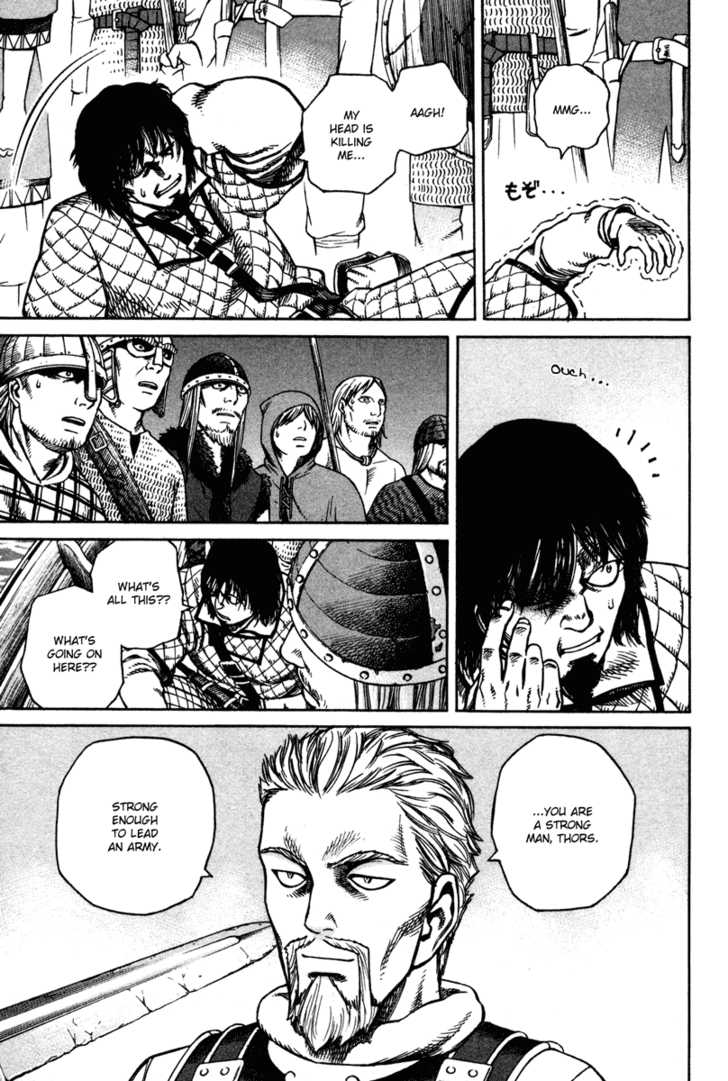 MMG...
もぞ...
AAGH!
MY
HEAD IS
KILLING
ME...
Ouch...
WHAT'S
ALL THIS??
WHAT'S
GOING ON
HERE??
...YOU ARE
A STRONG
MAN, THORS.
STRONG
ENOUGH
TO LEAD
AN ARMY.